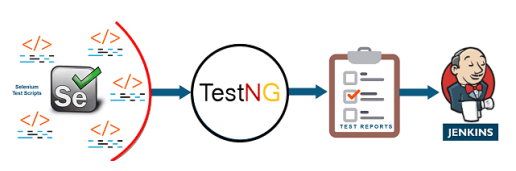 </>
</>
Selenium
Test Scripts
Se
</>
</>
</>
TestNG
TEST REPORTS
JENKINS